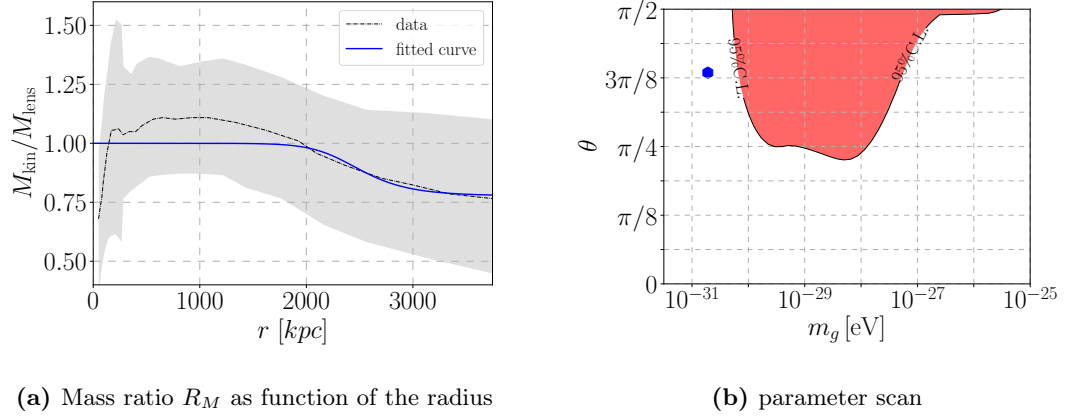 1.50
1.25
1.00
0.75
0.50
M_kin/M_lens
data
fitted curve
0
1000
2000
3000
r [kpc]
(a) Mass ratio R_M as function of the radius
π/2
3π/8
π/4
π/8
0
θ
95%C.L.
95%C.L.
10^{-31}
10^{-29}
10^{-27}
10^{-25}
m_g [eV]
(b) parameter scan